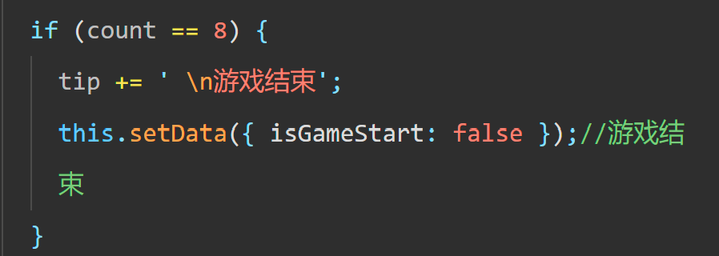 if (count == 8) {
tip += ' \n游戏结束';
this.setData({ isGameStart: false });//游戏结
束
}